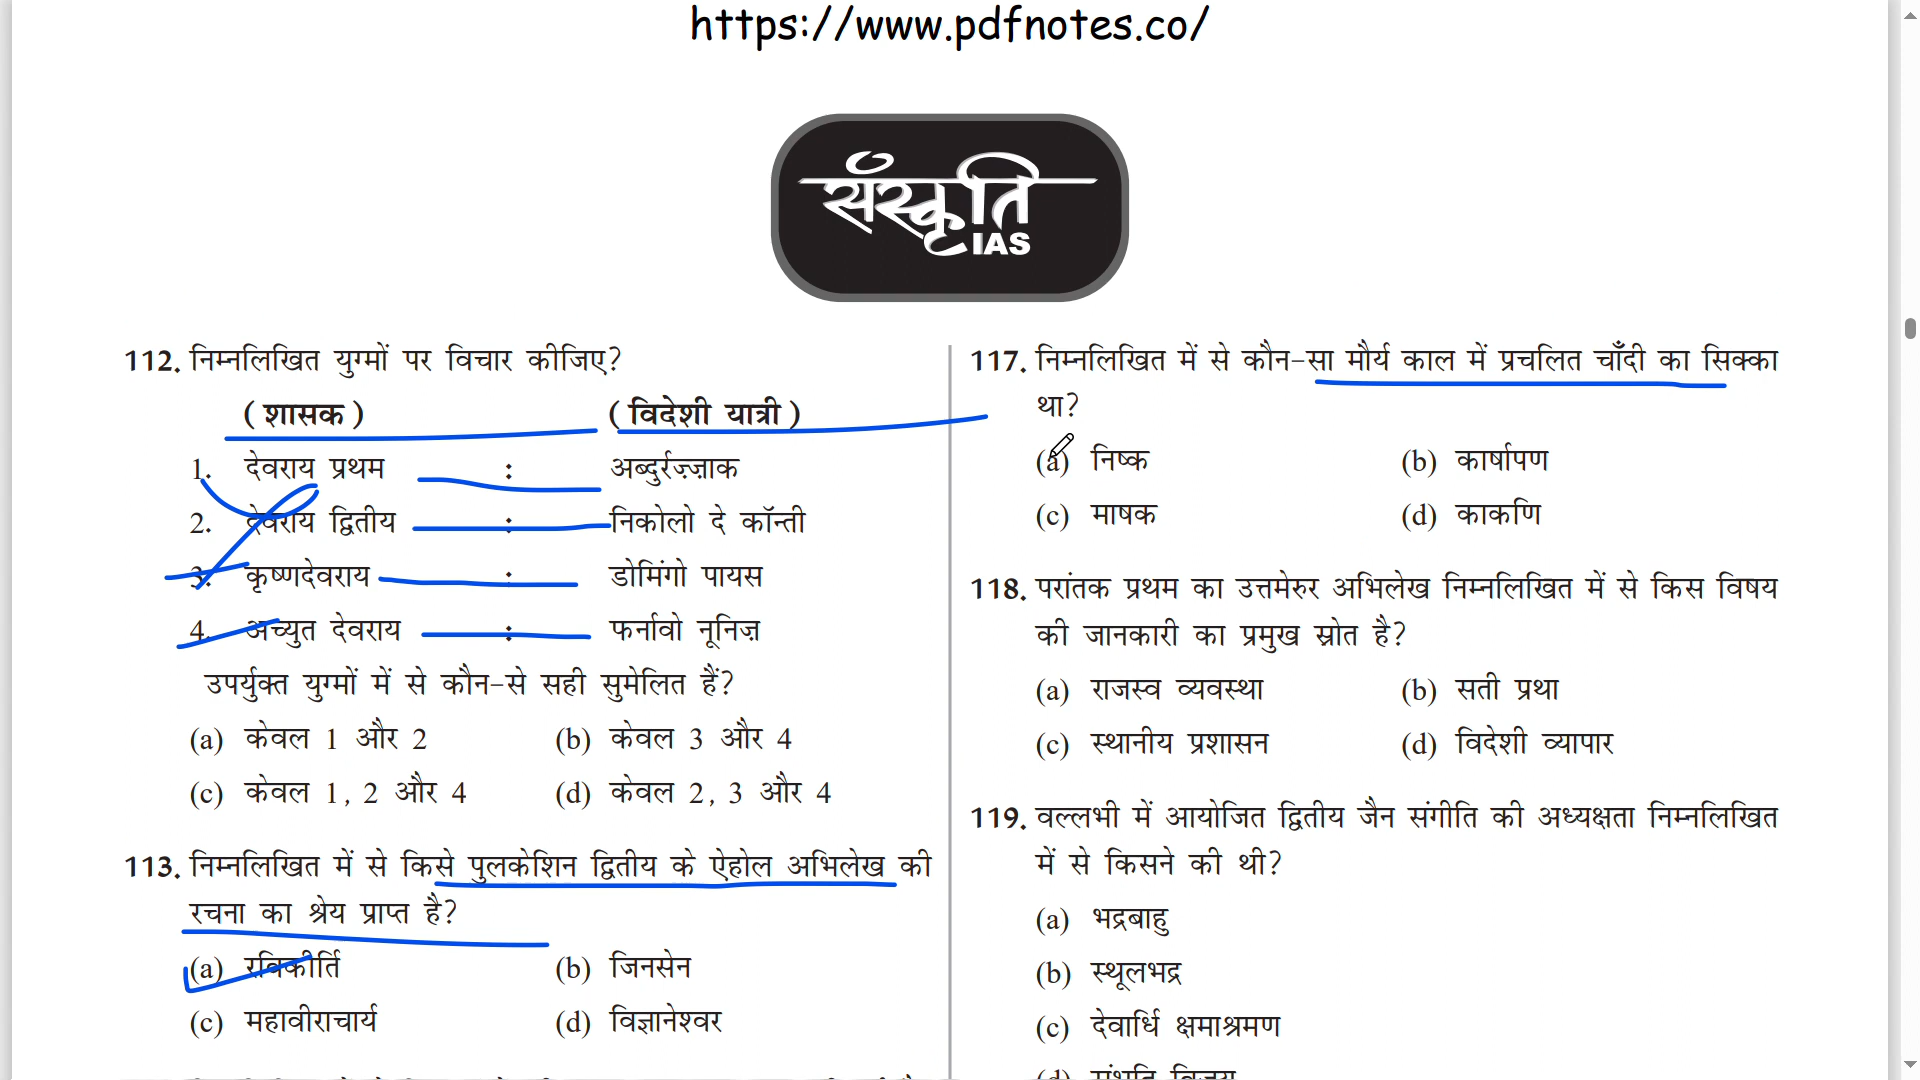 https://www.pdfnotes.co/
संस्कृति
IAS
112. निम्नलिखित युग्मों पर विचार कीजिए?
(शासक) (विदेशी यात्री)
1. देवराय प्रथम : अब्दुर्रज़्ज़ाक
2. देवराय द्वितीय : निकोलो दे कॉन्ती
3. कृष्णदेवराय : डोमिंगो पायस
4. अच्युत देवराय : फर्नावो नूनिज़
उपर्युक्त युग्मों में से कौन-से सही सुमेलित हैं?
(a) केवल 1 और 2 (b) केवल 3 और 4
(c) केवल 1, 2 और 4 (d) केवल 2, 3 और 4
113. निम्नलिखित में से किसे पुलकेशिन द्वितीय के ऐहोल अभिलेख की
रचना का श्रेय प्राप्त है?
(a) रविकीर्ति (b) जिनसेन
(c) महावीराचार्य (d) विज्ञानेश्वर
117. निम्नलिखित में से कौन-सा मौर्य काल में प्रचलित चाँदी का सिक्का
था?
(a) निष्क (b) कार्षापण
(c) माषक (d) काकणि
118. परांतक प्रथम का उत्तमेरुर अभिलेख निम्नलिखित में से किस विषय
की जानकारी का प्रमुख स्रोत है?
(a) राजस्व व्यवस्था (b) सती प्रथा
(c) स्थानीय प्रशासन (d) विदेशी व्यापार
119. वल्लभी में आयोजित द्वितीय जैन संगीति की अध्यक्षता निम्नलिखित
में से किसने की थी?
(a) भद्रबाहु
(b) स्थूलभद्र
(c) देवार्धि क्षमाश्रमण
(d) संभूति विजय